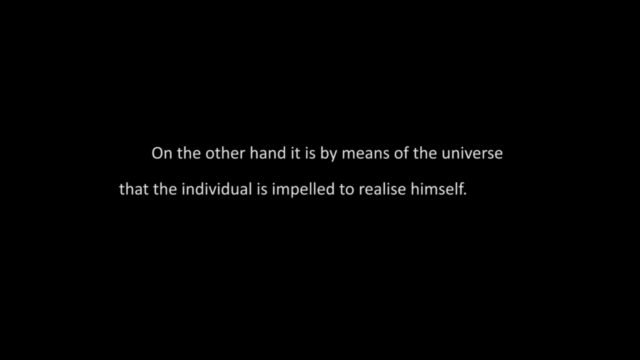 On the other hand it is by means of the universe
that the individual is impelled to realise himself.